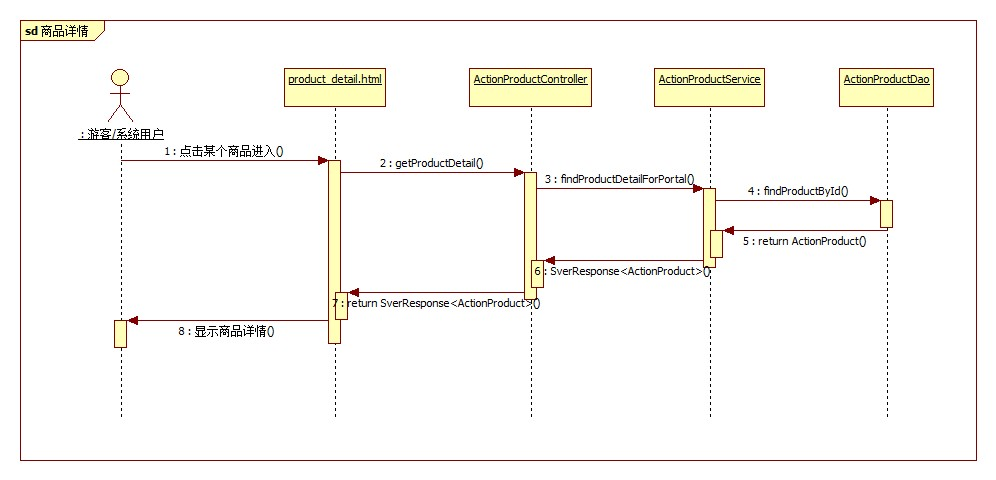 sd 商品详情
product_detail.html
ActionProductController
ActionProductService
ActionProductDao
: 游客/系统用户
1 : 点击某个商品进入()
2 : getProductDetail()
3 : findProductDetailForPortal()
4 : findProductById()
5 : return ActionProduct()
6 : SverResponse<ActionProduct>()
7 : return SverResponse<ActionProduct>()
8 : 显示商品详情()